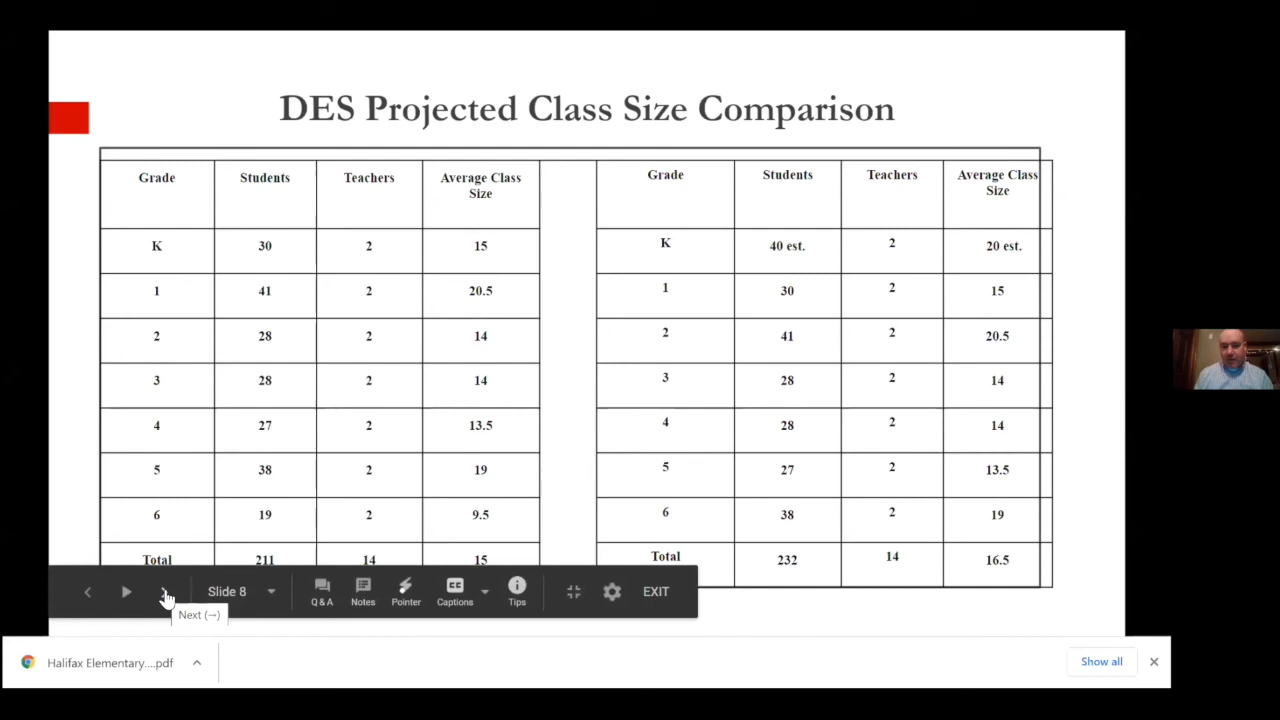 DES Projected Class Size Comparison
Grade Students Teachers Average Class Size
K 30 2 15
1 41 2 20.5
2 28 2 14
3 28 2 14
4 27 2 13.5
5 38 2 19
6 19 2 9.5
Total 211 14 15
Grade Students Teachers Average Class Size
K 40 est. 2 20 est.
1 30 2 15
2 41 2 20.5
3 28 2 14
4 28 2 14
5 27 2 13.5
6 38 2 19
Total 232 14 16.5
Slide 8 Q & A Notes Pointer Captions Tips EXIT
Next (→)
Halifax Elementary....pdf Show all